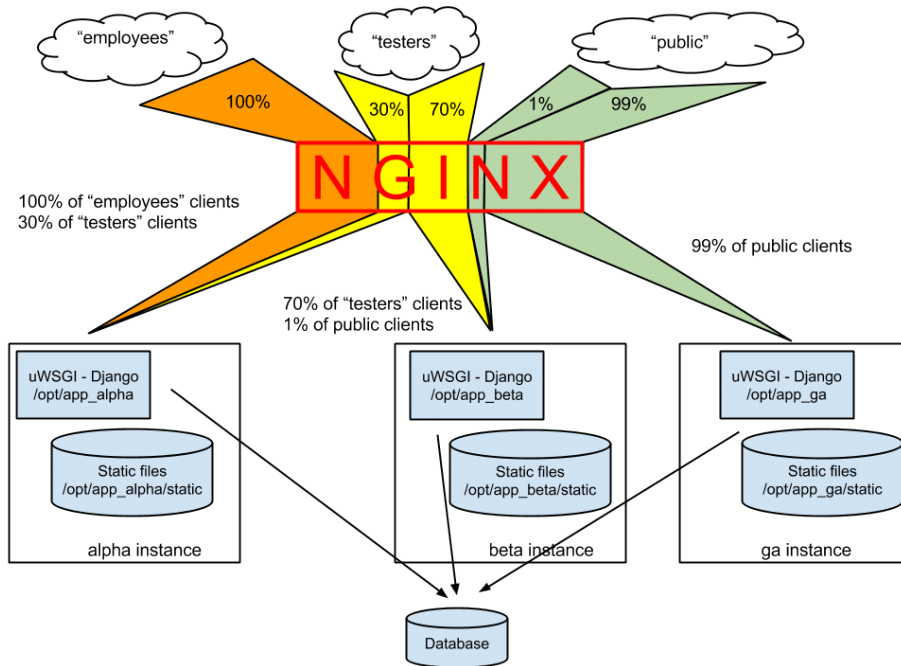 “employees”
“testers”
“public”
100%
30%
70%
1%
99%
NGINX
100% of “employees” clients
30% of “testers” clients
99% of public clients
70% of “testers” clients
1% of public clients
uWSGI - Django
/opt/app_alpha
Static files
/opt/app_alpha/static
alpha instance
uWSGI - Django
/opt/app_beta
Static files
/opt/app_beta/static
beta instance
uWSGI - Django
/opt/app_ga
Static files
/opt/app_ga/static
ga instance
Database